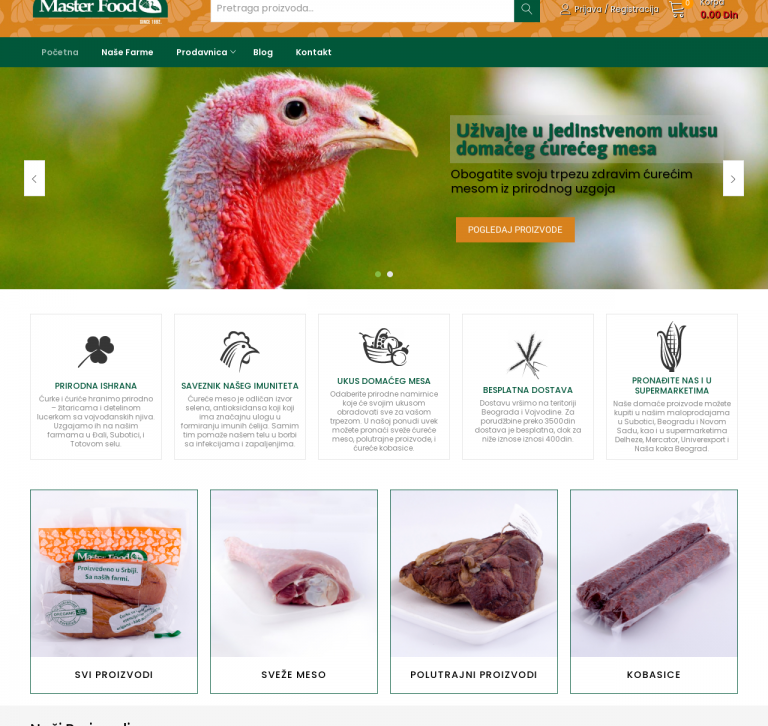 Master Food
SINCE 1992.
Pretraga proizvoda...
Prijava / Registracija
0
Korpa
0.00 Din
Početna
Naše Farme
Prodavnica
Blog
Kontakt
Uživajte u jedinstvenom ukusu
domaćeg ćurećeg mesa
Obogatite svoju trpezu zdravim ćurećim
mesom iz prirodnog uzgoja
POGLEDAJ PROIZVODE
PRIRODNA ISHRANA
Ćurke i ćuriće hranimo prirodno
– žitaricama i detelinom
lucerkom sa vojvođanskih njiva.
Uzgajamo ih na našim
farmama u Đali, Subotici, i
Totovom selu.
SAVEZNIK NAŠEG IMUNITETA
Ćureće meso je odličan izvor
selena, antioksidansa koji koji
ima značajnu ulogu u
formiranju imunih ćelija. Samim
tim pomaže našem telu u borbi
sa infekcijama i zapaljenjima.
UKUS DOMAĆEG MESA
Odaberite prirodne namirnice
koje će svojim ukusom
obradovati sve za vašom
trpezom. U našoj ponudi uvek
možete pronaći sveže ćureće
meso, polutrajne proizvode, i
ćureće kobasice.
BESPLATNA DOSTAVA
Dostavu vršimo na teritoriji
Beograda i Vojvodine. Za
porudžbine preko 3500din
dostava je besplatna, dok za
niže iznose iznosi 400din.
PRONAĐITE NAS I U
SUPERMARKETIMA
Naše domaće proizvode možete
kupiti u našim maloprodajama
u Subotici, Beogradu i Novom
Sadu, kao i u supermarketima
Delheze, Mercator, Univerexport i
Naša koka Beograd.
Master Food
Proizvedeno u Srbiji.
Sa naših farmi.
SVI PROIZVODI
SVEŽE MESO
POLUTRAJNI PROIZVODI
KOBASICE